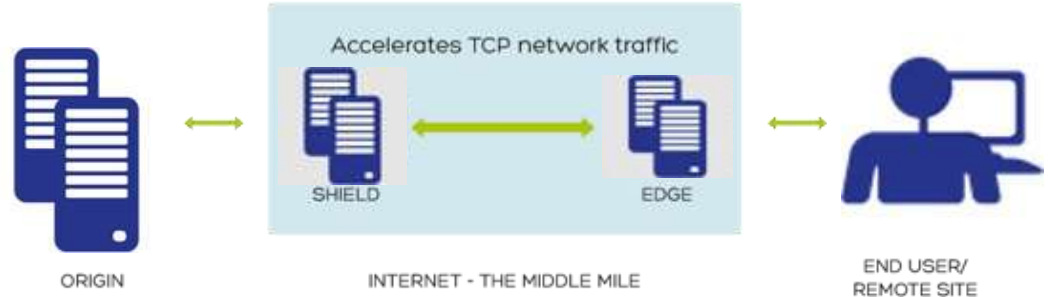 Accelerates TCP network traffic
SHIELD
EDGE
ORIGIN
INTERNET - THE MIDDLE MILE
END USER/
REMOTE SITE